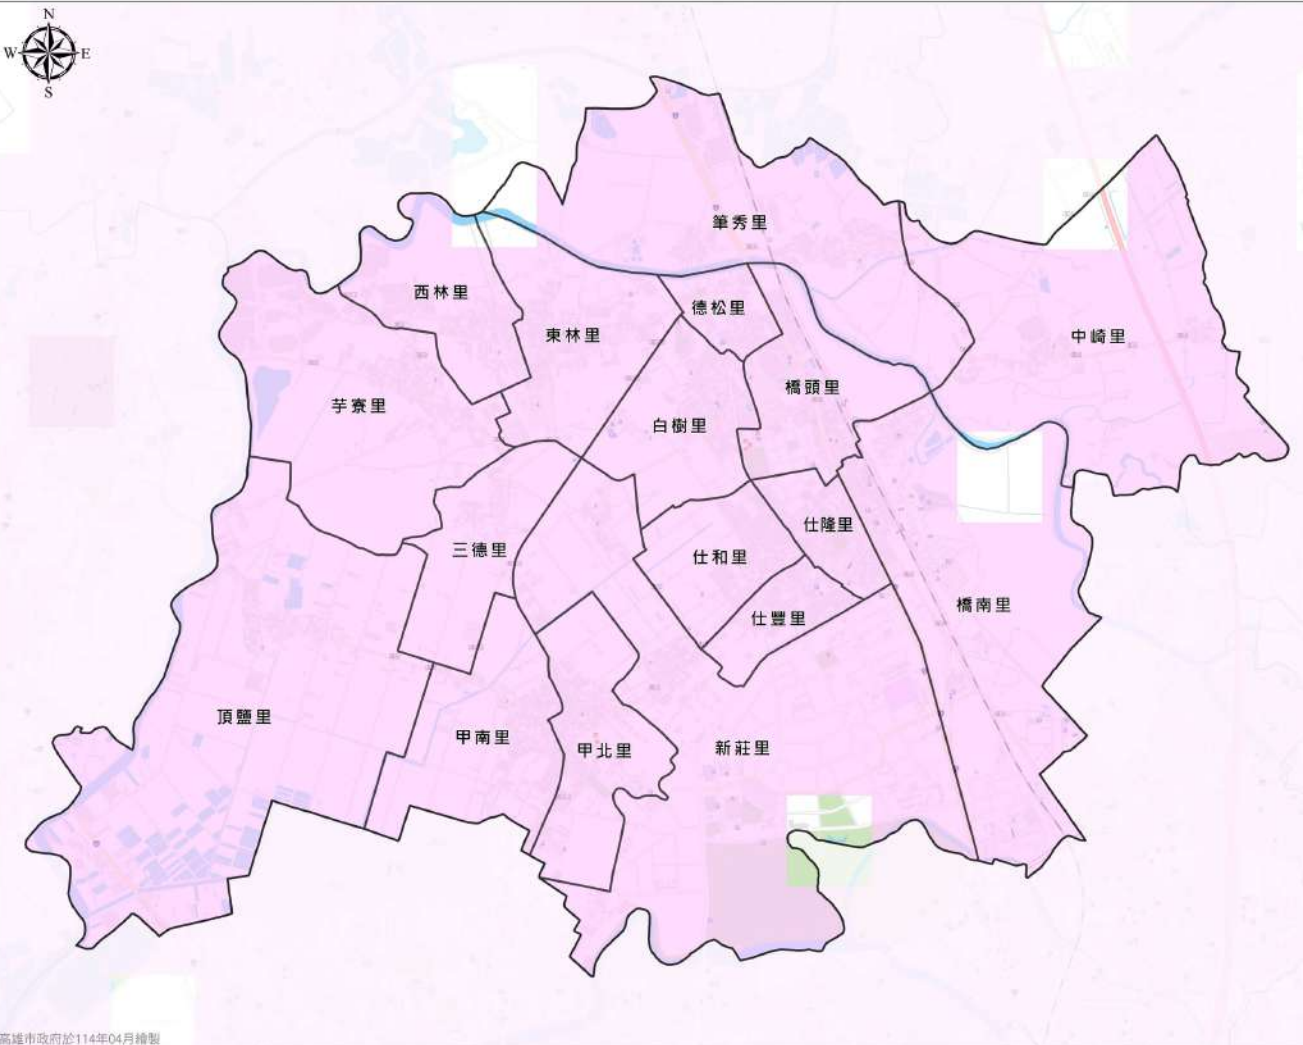 N
W E
S
筆秀里
西林里
德松里
東林里
中崎里
橋頭里
芋寮里
白樹里
仕隆里
三德里
仕和里
橋南里
仕豐里
頂鹽里
甲南里
甲北里
新莊里
高雄市政府於114年04月繪製